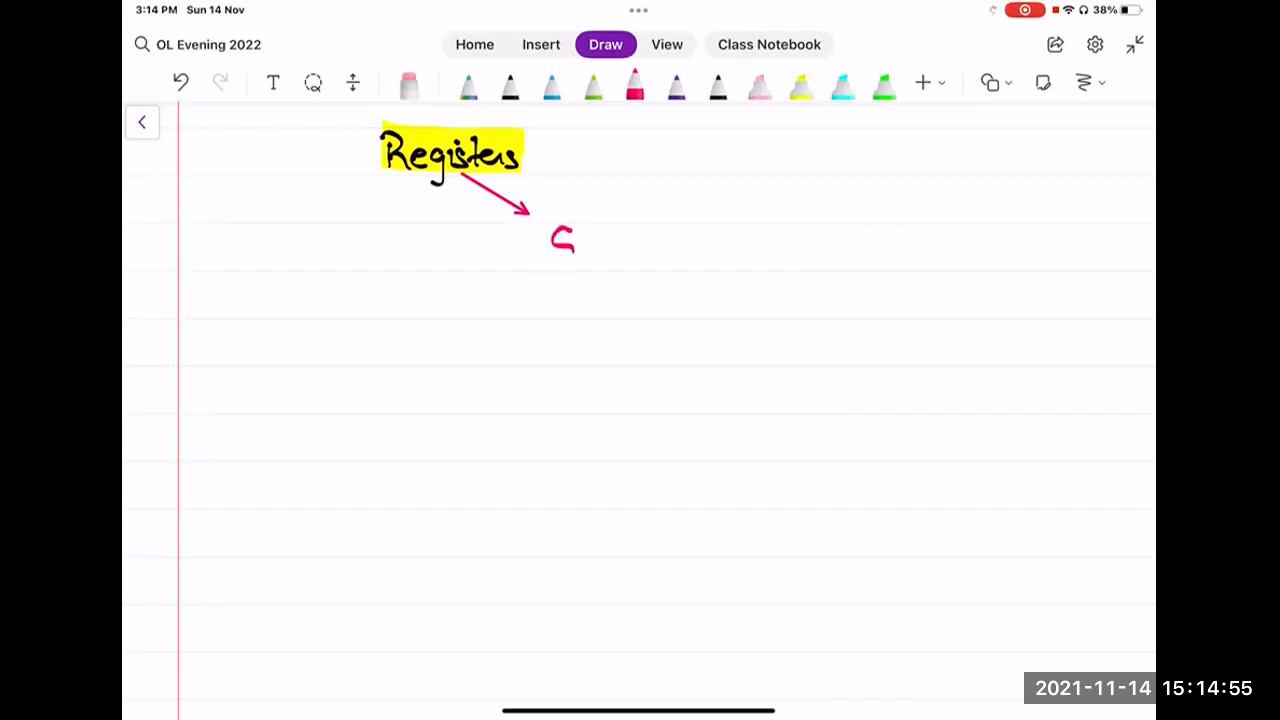 3:14 PM Sun 14 Nov
38%
OL Evening 2022
Home Insert Draw View Class Notebook
T
Registers
2021-11-14 15:14:55